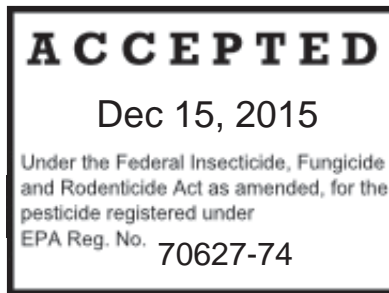 ACCEPTED
Dec 15, 2015
Under the Federal Insecticide, Fungicide
and Rodenticide Act as amended, for the
pesticide registered under
EPA Reg. No. 70627-74